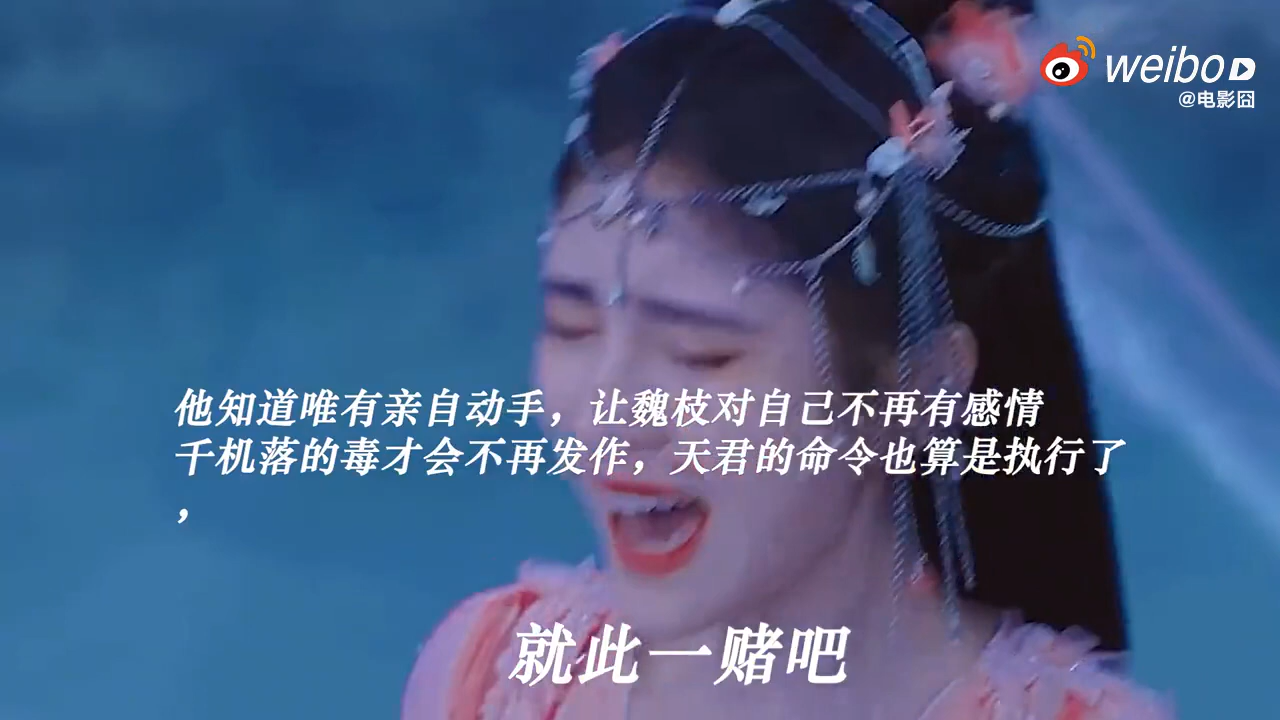 weibo
@电影囧
他知道唯有亲自动手，让魏枝对自己不再有感情
千机落的毒才会不再发作，天君的命令也算是执行了
，
就此一赌吧